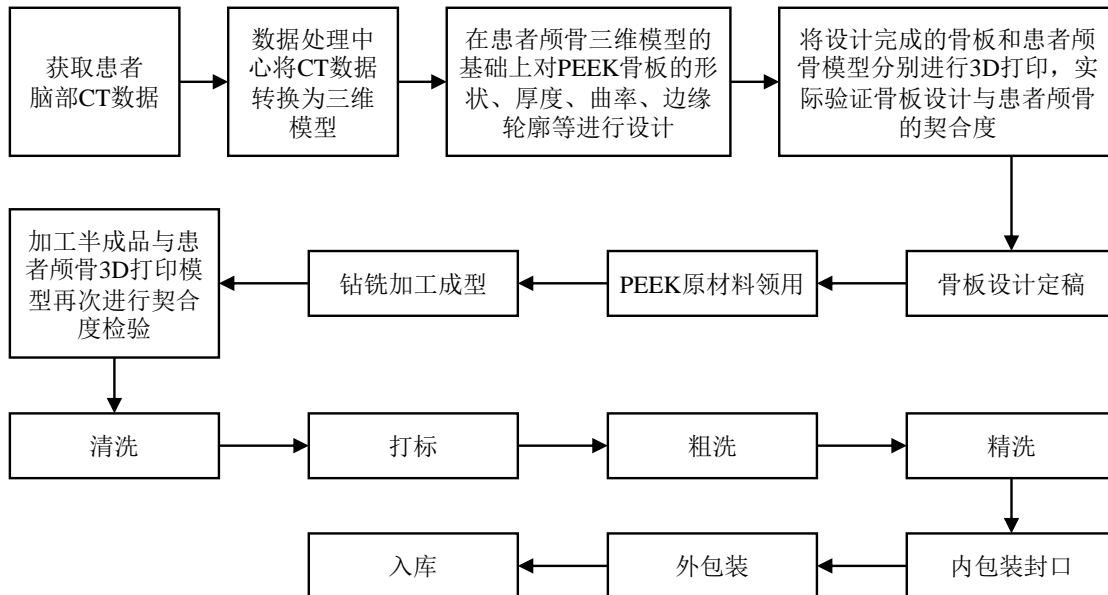 获取患者
脑部CT数据
数据处理中
心将CT数据
转换为三维
模型
在患者颅骨三维模型的
基础上对PEEK骨板的形
状、厚度、曲率、边缘
轮廓等进行设计
将设计完成的骨板和患者颅
骨模型分别进行3D打印，实
际验证骨板设计与患者颅骨
的契合度
骨板设计定稿
PEEK原材料领用
钻铣加工成型
加工半成品与患
者颅骨3D打印模
型再次进行契合
度检验
清洗
打标
粗洗
精洗
内包装封口
外包装
入库